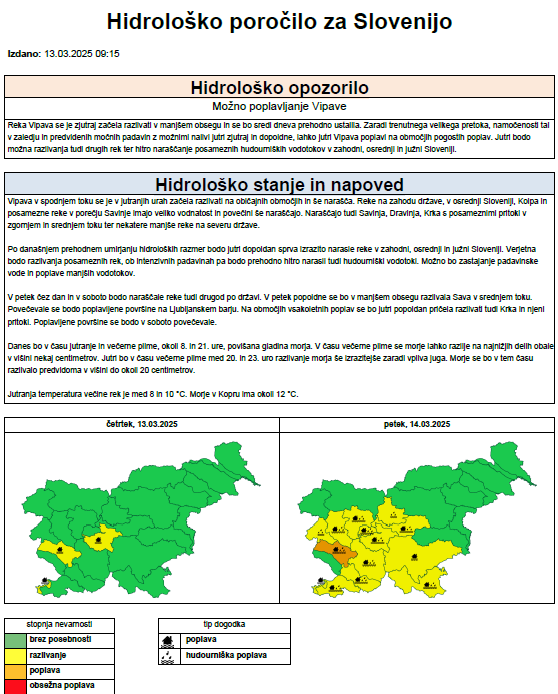 Hidrološko poročilo za Slovenijo
Izdano: 13.03.2025 09:15
Hidrološko opozorilo
Možno poplavljanje Vipave
Reka Vipava se je zjutraj začela razlivati v manjšem obsegu in se bo sredi dneva prehodno ustalila. Zaradi trenutnega velikega pretoka, namočenosti tal
v zaledju in predvidenih močnih padavin z možnimi nalivi jutri zjutraj in dopoldne, lahko jutri Vipava poplavi na območjih pogostih poplav. Jutri bodo
možna razlivanja tudi drugih rek ter hitro naraščanje posameznih hudourniških vodotokov v zahodni, osrednji in južni Sloveniji.
Hidrološko stanje in napoved
Vipava v spodnjem toku se je v jutranjih urah začela razlivati na običajnih območjih in še narašča. Reke na zahodu države, v osrednji Sloveniji, Kolpa in
posamezne reke v porečju Savinje imajo veliko vodnatost in povečini še naraščajo. Naraščajo tudi Savinja, Dravinja, Krka s posameznimi pritoki v
zgornjem in srednjem toku ter nekatere manjše reke na severu države.
Po današnjem prehodnem umirjanju hidroloških razmer bodo jutri dopoldan sprva izrazito narasle reke v zahodni, osrednji in južni Sloveniji. Verjetna
bodo razlivanja posameznih rek, ob intenzivnih padavinah pa bodo prehodno hitro narasli tudi hudourniški vodotoki. Možno bo zastajanje padavinske
vode in poplave manjših vodotokov.
V petek čez dan in v soboto bodo naraščale reke tudi drugod po državi. V petek popoldne se bo v manjšem obsegu razlivala Sava v srednjem toku.
Povečevale se bodo poplavljene površine na Ljubljanskem barju. Na območjih vsakoletnih poplav se bo jutri popoldan pričela razlivati tudi Krka in njeni
pritoki. Poplavljene površine se bodo v soboto povečevale.
Danes bo v času jutranje in večerne plime, okoli 8. in 21. ure, povišana gladina morja. V času večerne plime se morje lahko razlije na najnižjih delih obale
v višini nekaj centimetrov. Jutri bo v času večerne plime med 20. in 23. uro razlivanje morja še izrazitejše zaradi vpliva juga. Morje se bo v tem času
razlivalo predvidoma v višini do okoli 20 centimetrov.
Jutranja temperatura večine rek je med 8 in 10 °C. Morje v Kopru ima okoli 12 °C.
četrtek, 13.03.2025
petek, 14.03.2025
stopnja nevarnosti
brez posebnosti
razlivanje
poplava
obsežna poplava
tip dogodka
poplava
hudourniška poplava